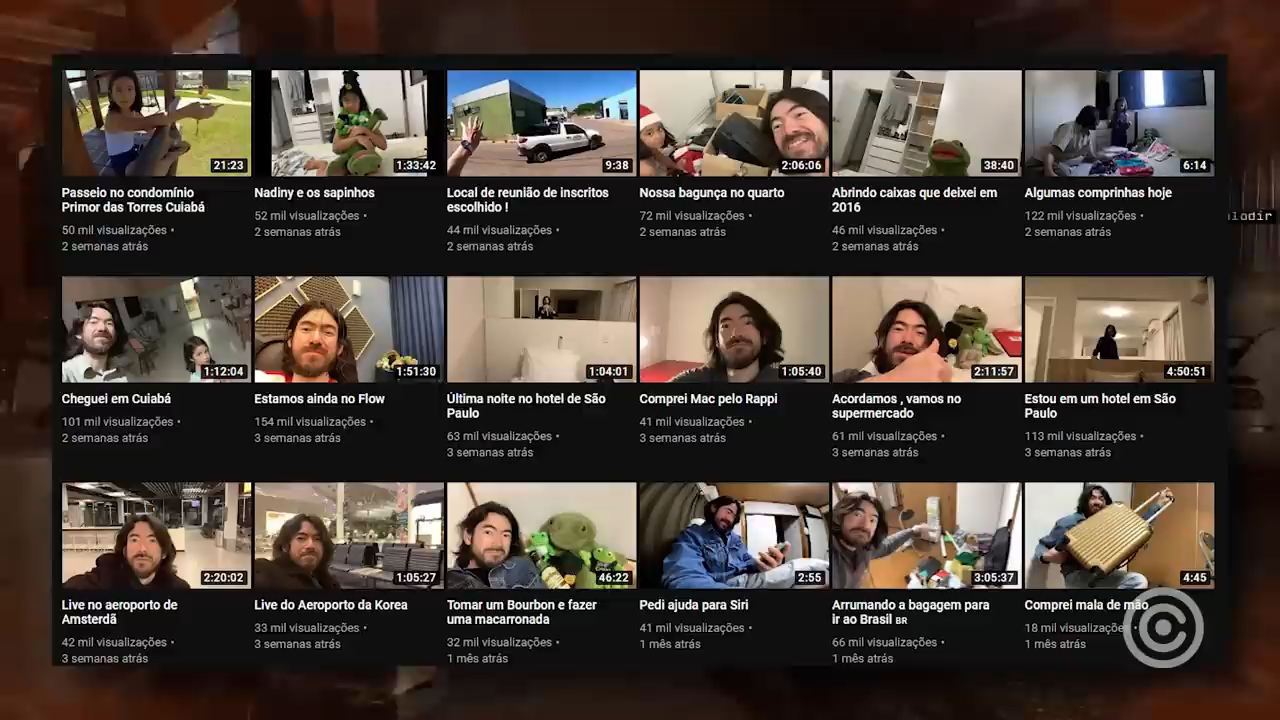 21:23
1:33:42
9:38
2:06:06
38:40
6:14
Passeio no condomínio
Primor das Torres Cuiabá
50 mil visualizações •
2 semanas atrás
Nadiny e os sapinhos
52 mil visualizações •
2 semanas atrás
Local de reunião de inscritos
escolhido !
44 mil visualizações •
2 semanas atrás
Nossa bagunça no quarto
72 mil visualizações •
2 semanas atrás
Abrindo caixas que deixei em
2016
46 mil visualizações •
2 semanas atrás
Algumas comprinhas hoje
122 mil visualizações •
2 semanas atrás
1:12:04
1:51:30
1:04:01
1:05:40
2:11:57
4:50:51
Cheguei em Cuiabá
101 mil visualizações •
2 semanas atrás
Estamos ainda no Flow
154 mil visualizações •
3 semanas atrás
Última noite no hotel de São
Paulo
63 mil visualizações •
3 semanas atrás
Comprei Mac pelo Rappi
41 mil visualizações •
3 semanas atrás
Acordamos , vamos no
supermercado
61 mil visualizações •
3 semanas atrás
Estou em um hotel em São
Paulo
113 mil visualizações •
3 semanas atrás
2:20:02
1:05:27
46:22
2:55
3:05:37
4:45
Live no aeroporto de
Amsterdã
42 mil visualizações •
3 semanas atrás
Live do Aeroporto da Korea
33 mil visualizações •
3 semanas atrás
Tomar um Bourbon e fazer
uma macarronada
32 mil visualizações •
1 mês atrás
Pedi ajuda para Siri
41 mil visualizações •
1 mês atrás
Arrumando a bagagem para
ir ao Brasil BR
66 mil visualizações •
1 mês atrás
Comprei mala de mão
18 mil visualizações •
1 mês atrás